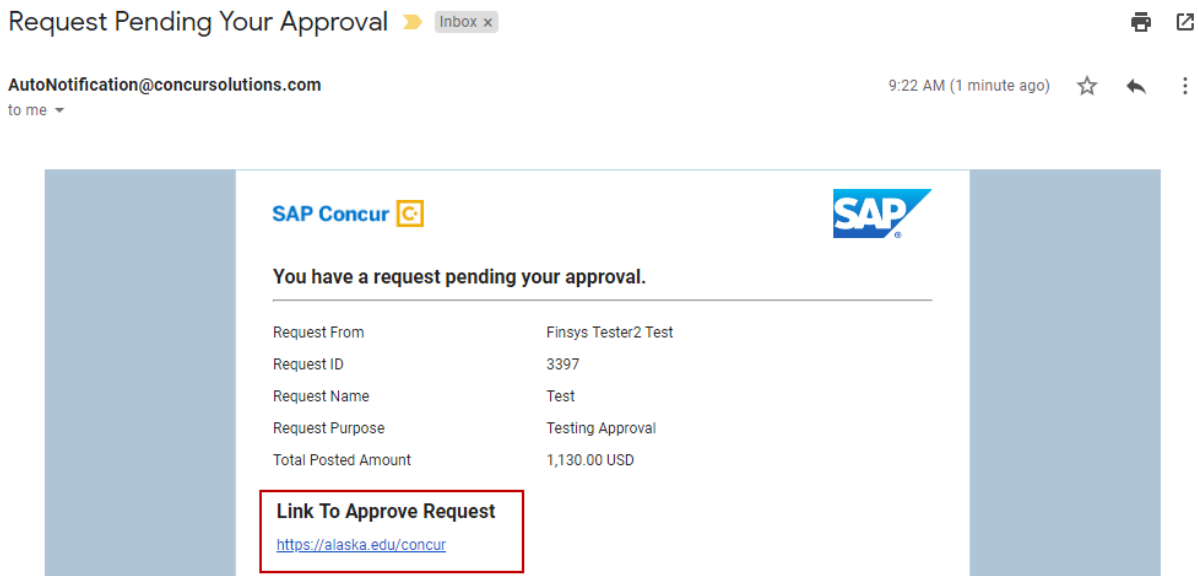 Request Pending Your Approval Inbox x
AutoNotification@concursolutions.com 9:22 AM (1 minute ago)
to me
SAP Concur C SAP ®
You have a request pending your approval.
Request From Finsys Tester2 Test
Request ID 3397
Request Name Test
Request Purpose Testing Approval
Total Posted Amount 1,130.00 USD
Link To Approve Request
https://alaska.edu/concur